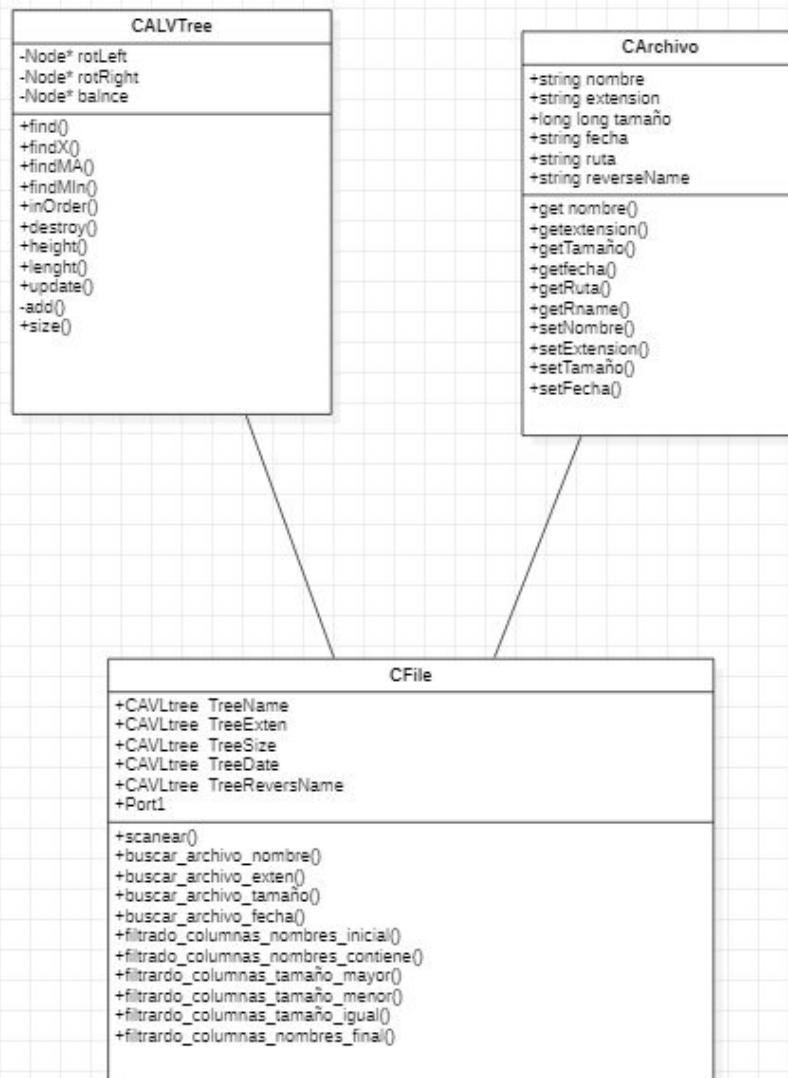 CALVTree
-Node* rotLeft
-Node* rotRight
-Node* balnce
+find()
+findX()
+findMA()
+findMIn()
+inOrder()
+destroy()
+height()
+lenght()
+update()
-add()
+size()
CArchivo
+string nombre
+string extension
+long long tamaño
+string fecha
+string ruta
+string reverseName
+get nombre()
+getextension()
+getTamaño()
+getfecha()
+getRuta()
+getRname()
+setNombre()
+setExtension()
+setTamaño()
+setFecha()
CFile
+CAVLtree TreeName
+CAVLtree TreeExten
+CAVLtree TreeSize
+CAVLtree TreeDate
+CAVLtree TreeReversName
+Port1
+scanear()
+buscar_archivo_nombre()
+buscar_archivo_exten()
+buscar_archivo_tamaño()
+buscar_archivo_fecha()
+filtrado_columnas_nombres_inicial()
+filtrado_columnas_nombres_contiene()
+filtrardo_columnas_tamaño_mayor()
+filtrardo_columnas_tamaño_menor()
+filtrardo_columnas_tamaño_igual()
+filtrardo_columnas_nombres_final()